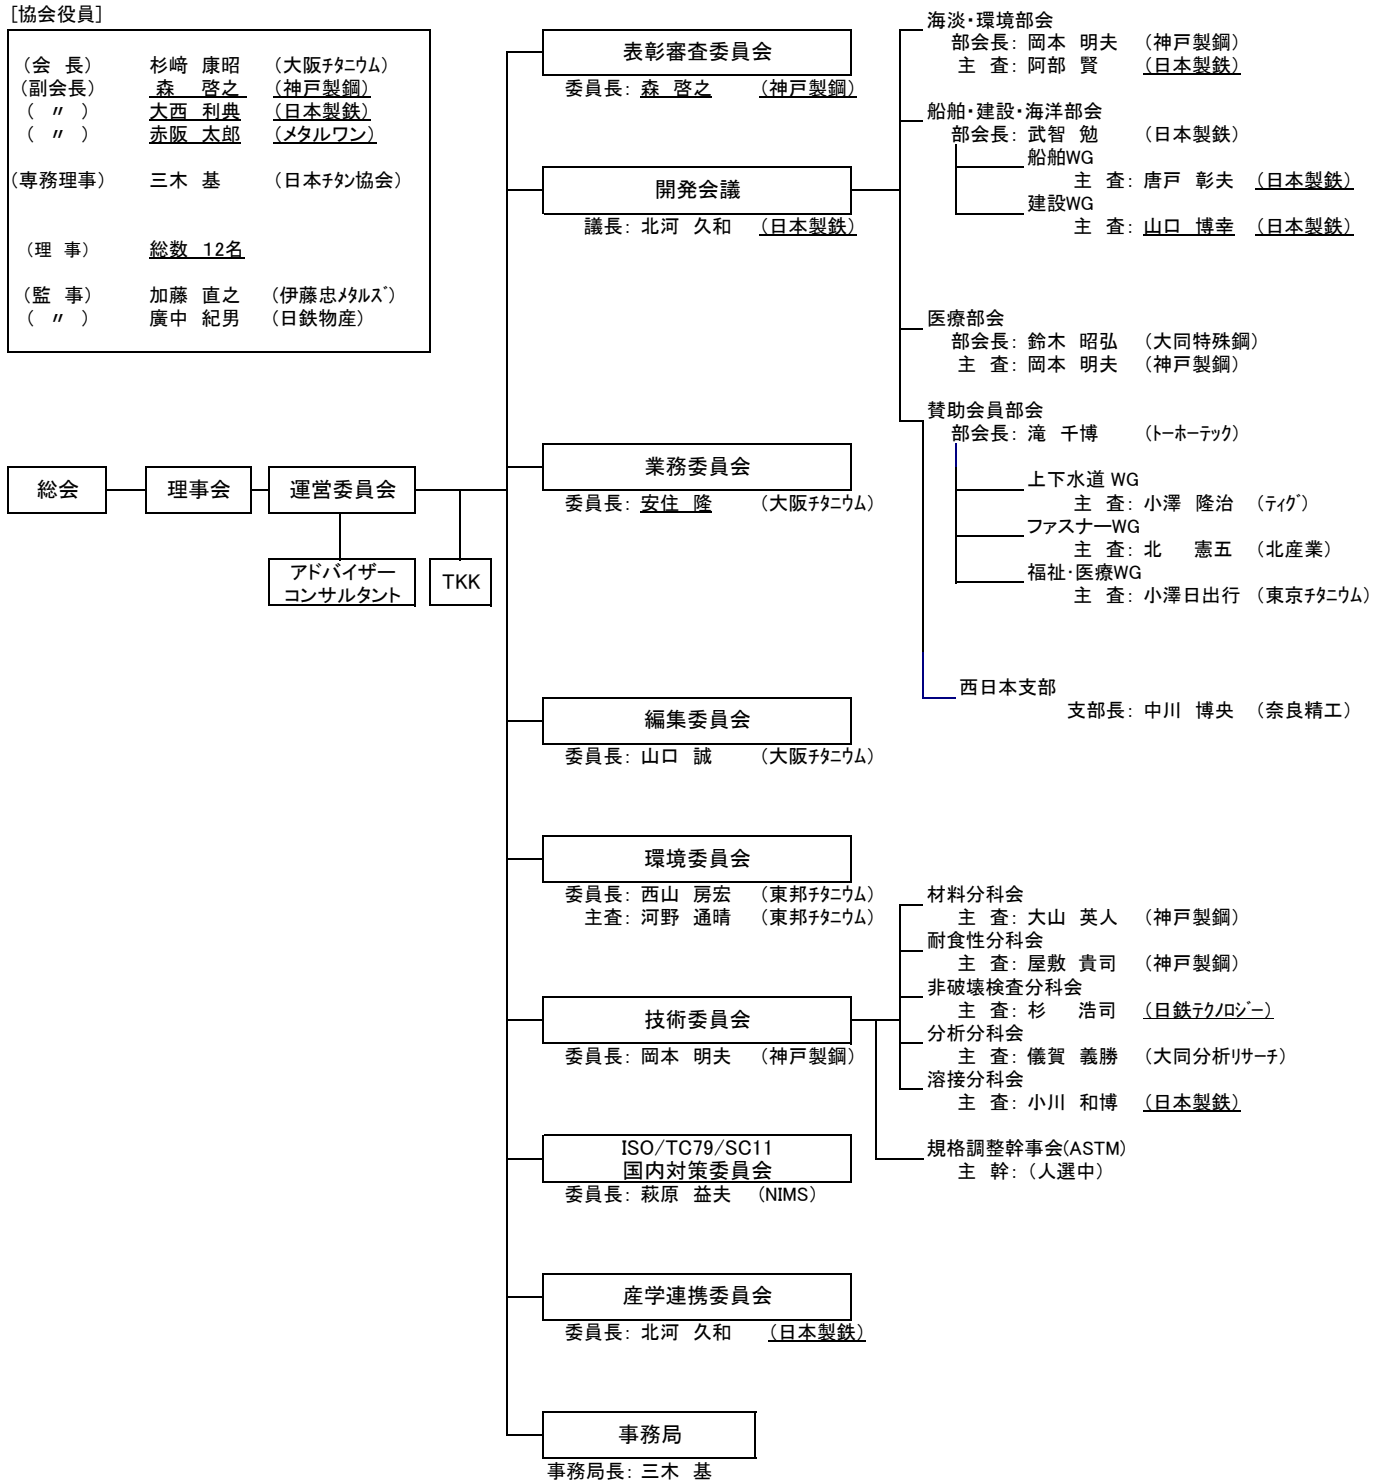 [協会役員]
(会 長) 杉﨑 康昭 (大阪ﾁﾀﾆｳﾑ)
(副会長) 森 啓之 (神戸製鋼)
( 〃 ) 大西 利典 (日本製鉄)
( 〃 ) 赤阪 太郎 (メタルワン)
(専務理事) 三木 基 (日本ﾁﾀﾝ協会)
(理 事) 総数 12名
(監 事) 加藤 直之 (伊藤忠ﾒﾀﾙｽﾞ)
( 〃 ) 廣中 紀男 (日鉄物産)
総会
理事会
運営委員会
アドバイザー
コンサルタント
TKK
表彰審査委員会
委員長: 森 啓之 (神戸製鋼)
開発会議
議長: 北河 久和 (日本製鉄)
業務委員会
委員長: 安住 隆 (大阪ﾁﾀﾆｳﾑ)
編集委員会
委員長: 山口 誠 (大阪ﾁﾀﾆｳﾑ)
環境委員会
委員長: 西山 房宏 (東邦ﾁﾀﾆｳﾑ)
主査: 河野 通晴 (東邦ﾁﾀﾆｳﾑ)
技術委員会
委員長: 岡本 明夫 (神戸製鋼)
ISO/TC79/SC11
国内対策委員会
委員長: 萩原 益夫 (NIMS)
産学連携委員会
委員長: 北河 久和 (日本製鉄)
事務局
事務局長: 三木 基
海淡・環境部会
部会長: 岡本 明夫 (神戸製鋼)
主 査: 阿部 賢 (日本製鉄)
船舶・建設・海洋部会
部会長: 武智 勉 (日本製鉄)
船舶WG
主 査: 唐戸 彰夫 (日本製鉄)
建設WG
主 査: 山口 博幸 (日本製鉄)
医療部会
部会長: 鈴木 昭弘 (大同特殊鋼)
主 査: 岡本 明夫 (神戸製鋼)
賛助会員部会
部会長: 滝 千博 (ﾄｰﾎｰﾃｯｸ)
上下水道 WG
主 査: 小澤 隆治 (ﾃｨｸﾞ)
ファスナーWG
主 査: 北 憲五 (北産業)
福祉・医療WG
主 査: 小澤日出行 (東京ﾁﾀﾆｳﾑ)
西日本支部
支部長: 中川 博央 (奈良精工)
材料分科会
主 査: 大山 英人 (神戸製鋼)
耐食性分科会
主 査: 屋敷 貴司 (神戸製鋼)
非破壊検査分科会
主 査: 杉 浩司 (日鉄ﾃｸﾉﾛｼﾞｰ)
分析分科会
主 査: 儀賀 義勝 (大同分析ﾘｻｰﾁ)
溶接分科会
主 査: 小川 和博 (日本製鉄)
規格調整幹事会(ASTM)
主 幹: (人選中)